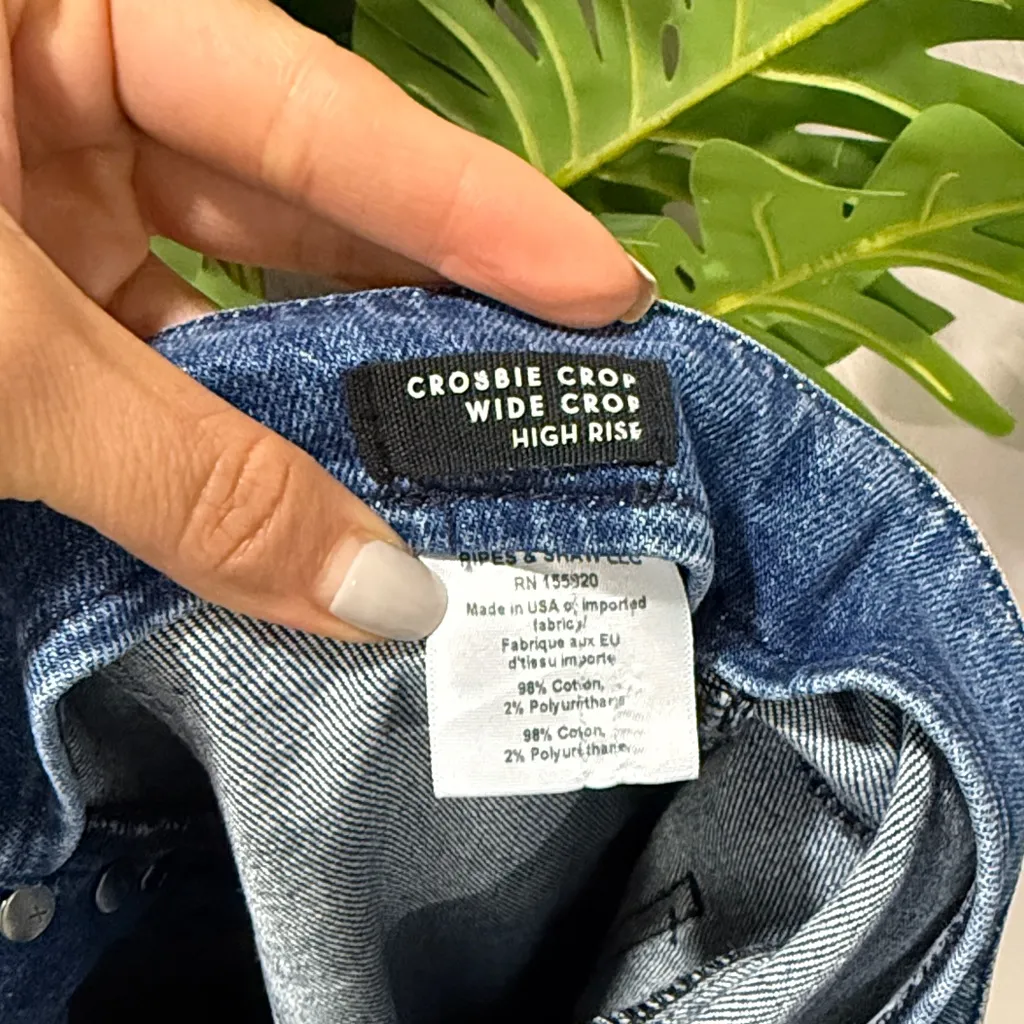 CROSBIE CROP
WIDE CROP
HIGH RISE
RN 155920
Made in USA of imported
fabric/
Fabrique aux EU
d'tissu importe
98% Cotton,
2% Polyurethane
98% Cotton,
2% Polyurethane